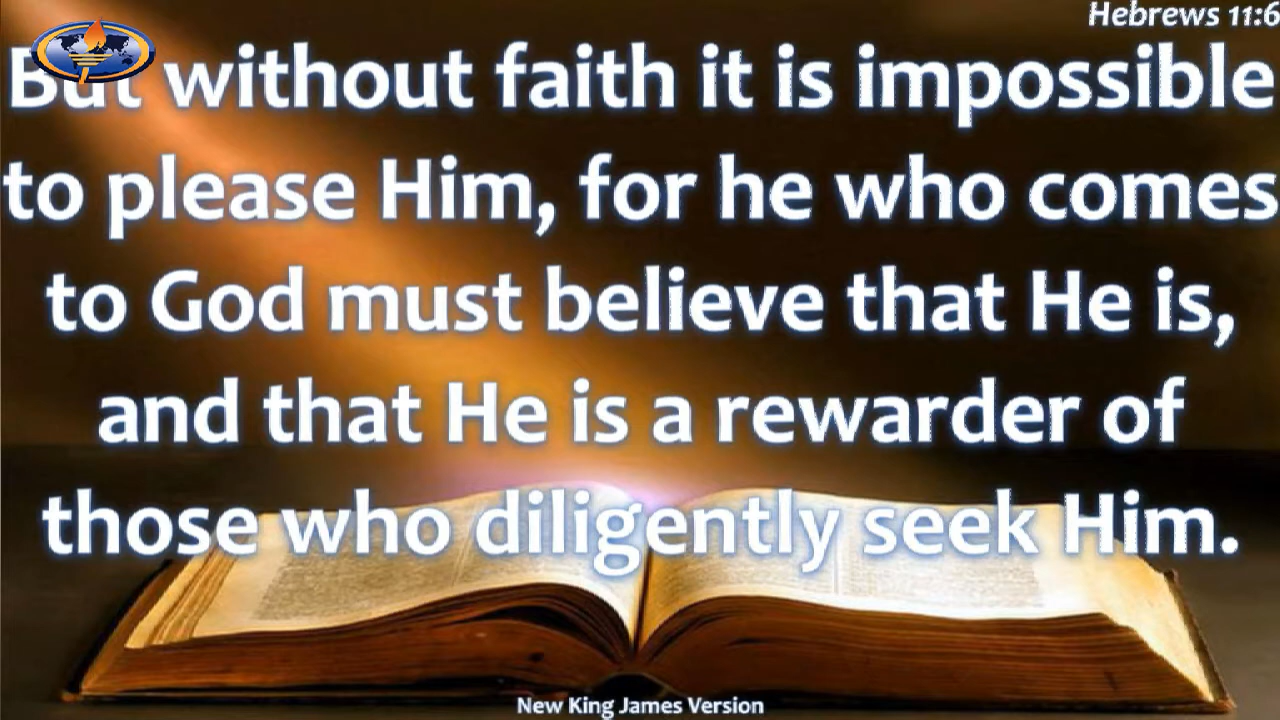 Hebrews 11:6
But without faith it is impossible
to please Him, for he who comes
to God must believe that He is,
and that He is a rewarder of
those who diligently seek Him.
New King James Version